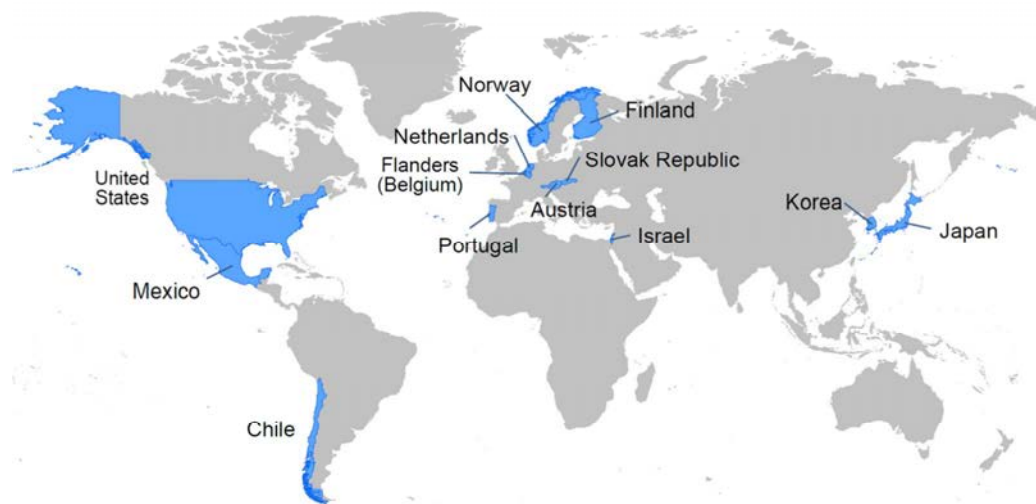 Norway
Finland
Netherlands
Flanders
(Belgium)
Slovak Republic
United
States
Austria
Korea
Japan
Portugal
Israel
Mexico
Chile